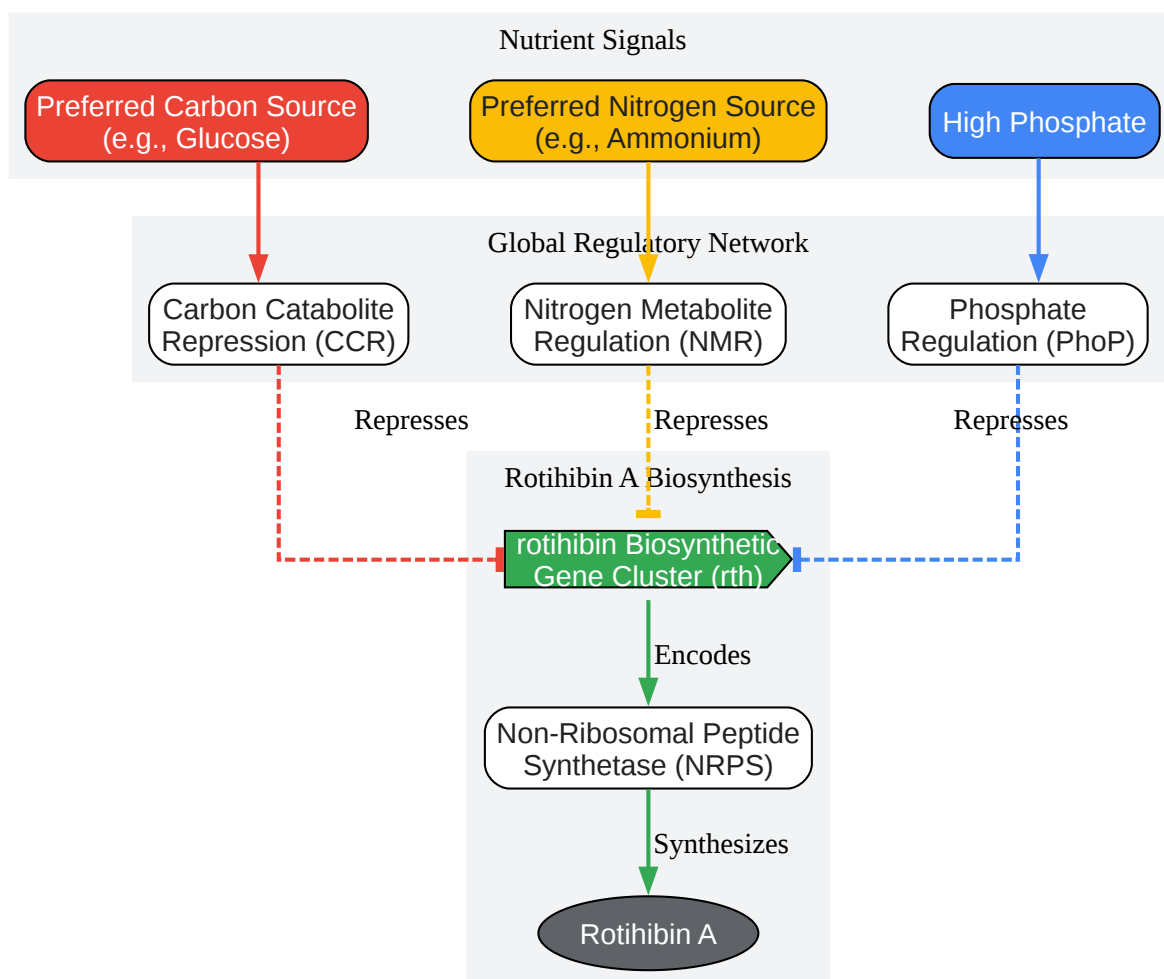 Nutrient Signals
Preferred Carbon Source
(e.g., Glucose)
Preferred Nitrogen Source
(e.g., Ammonium)
High Phosphate
Global Regulatory Network
Carbon Catabolite
Repression (CCR)
Nitrogen Metabolite
Regulation (NMR)
Phosphate
Regulation (PhoP)
Represses
Represses
Represses
Rotihibin A Biosynthesis
rotihibin Biosynthetic
Gene Cluster (rth)
Encodes
Non-Ribosomal Peptide
Synthetase (NRPS)
Synthesizes
Rotihibin A